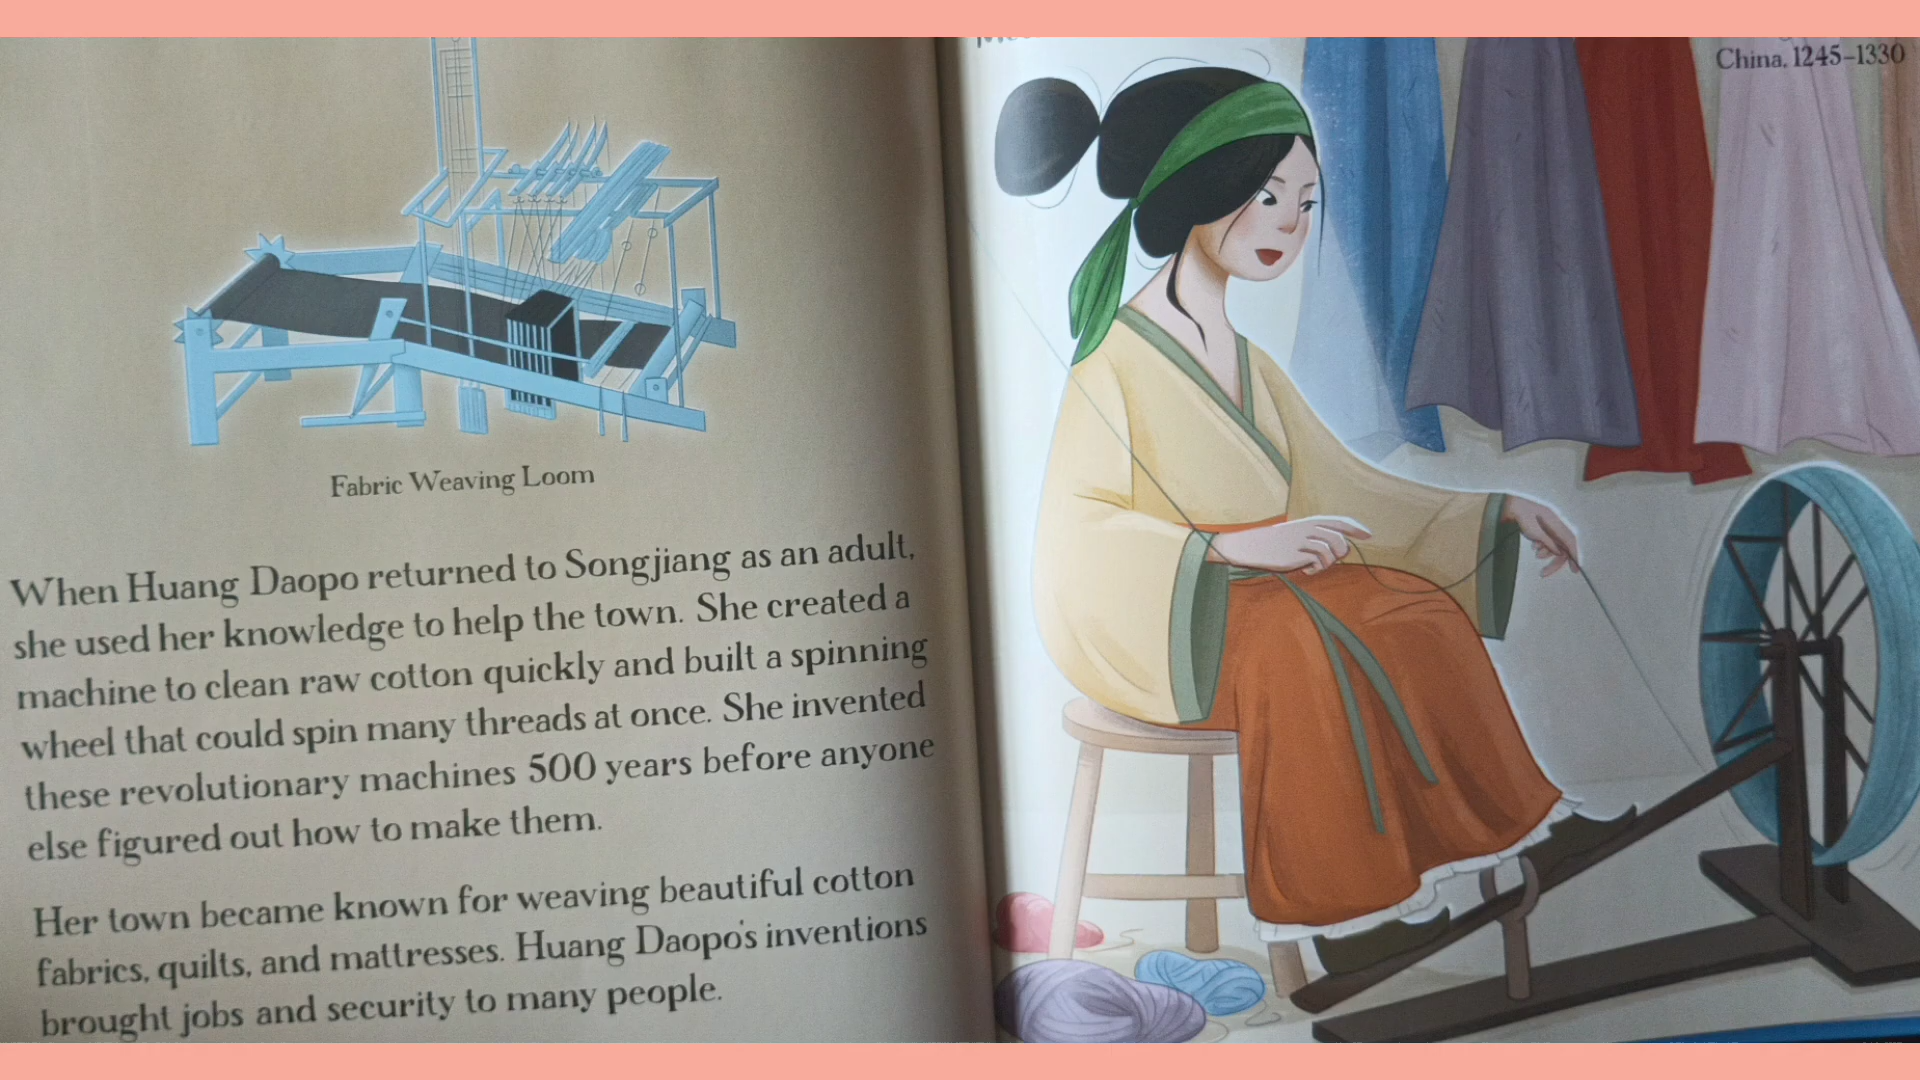 Fabric Weaving Loom
When Huang Daopo returned to Songjiang as an adult,
she used her knowledge to help the town. She created a
machine to clean raw cotton quickly and built a spinning
wheel that could spin many threads at once. She invented
these revolutionary machines 500 years before anyone
else figured out how to make them.
Her town became known for weaving beautiful cotton
fabrics, quilts, and mattresses. Huang Daopo's inventions
brought jobs and security to many people.
China, 1245–1330